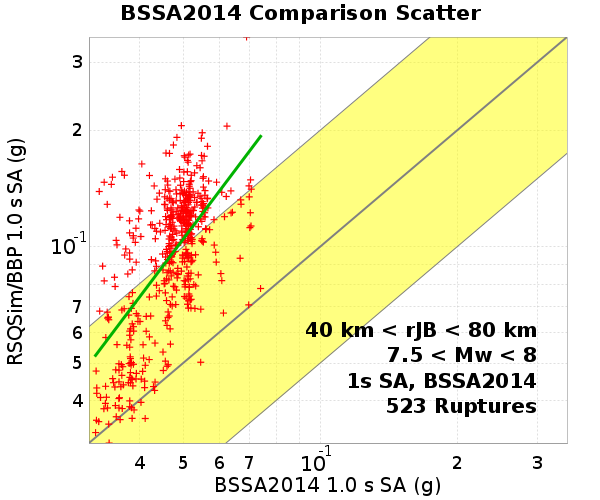 BSSA2014 Comparison Scatter
RSQSim/BBP 1.0 s SA (g)
3
2
10-1
7
6
5
4
40 km < rJB < 80 km
7.5 < Mw < 8
1s SA, BSSA2014
523 Ruptures
4 5 6 7 10-1 2 3
BSSA2014 1.0 s SA (g)